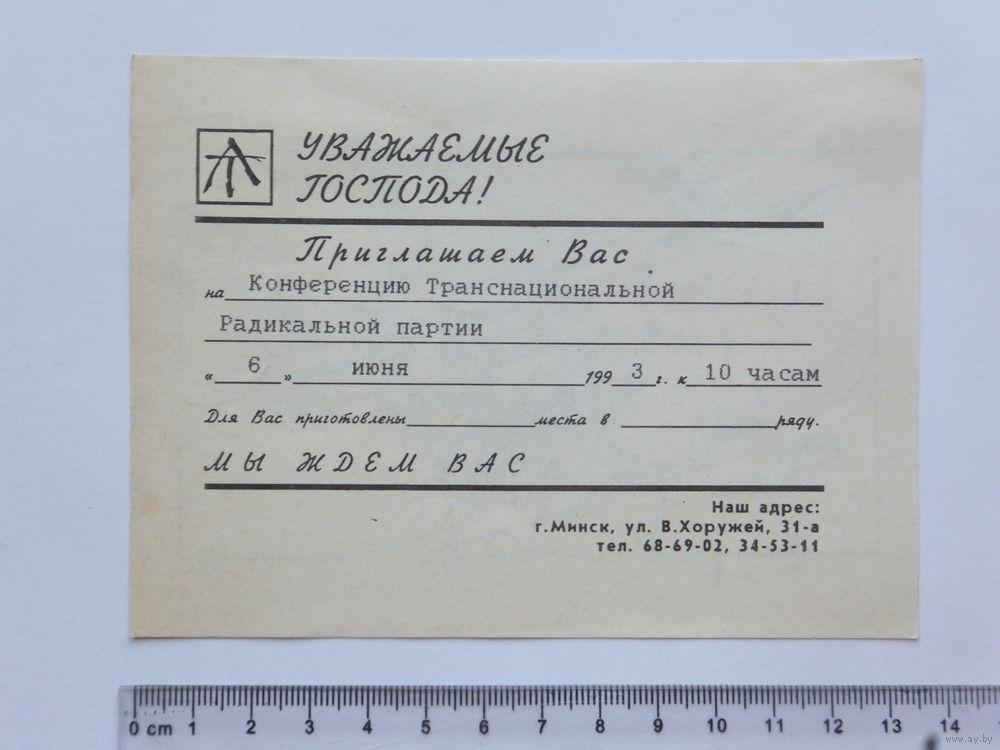 УВАЖАЕМЫЕ
ГОСПОДА!
Приглашаем Вас
на Конференцию Транснациональной
Радикальной партии
« 6 » июня 199 3 г. к 10 часам
Для Вас приготовлены места в ряду.
МЫ ЖДЕМ ВАС
Наш адрес:
г.Минск, ул. В.Хоружей, 31-а
тел. 68-69-02, 34-53-11
0 cm 1 2 3 4 5 6 7 8 9 10 11 12 13 14
www.ay.by